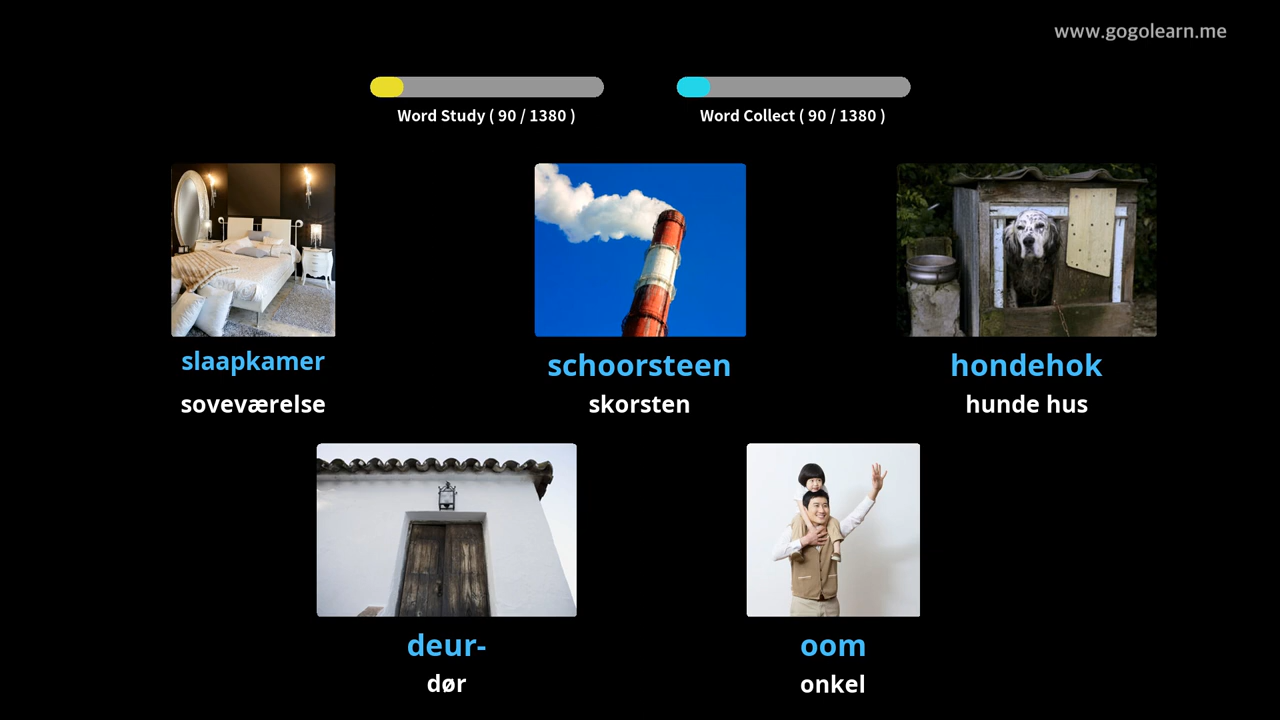 www.gogolearn.me
Word Study ( 90 / 1380 )
Word Collect ( 90 / 1380 )
slaapkamer
soveværelse
schoorsteen
skorsten
hondehok
hunde hus
deur-
dør
oom
onkel